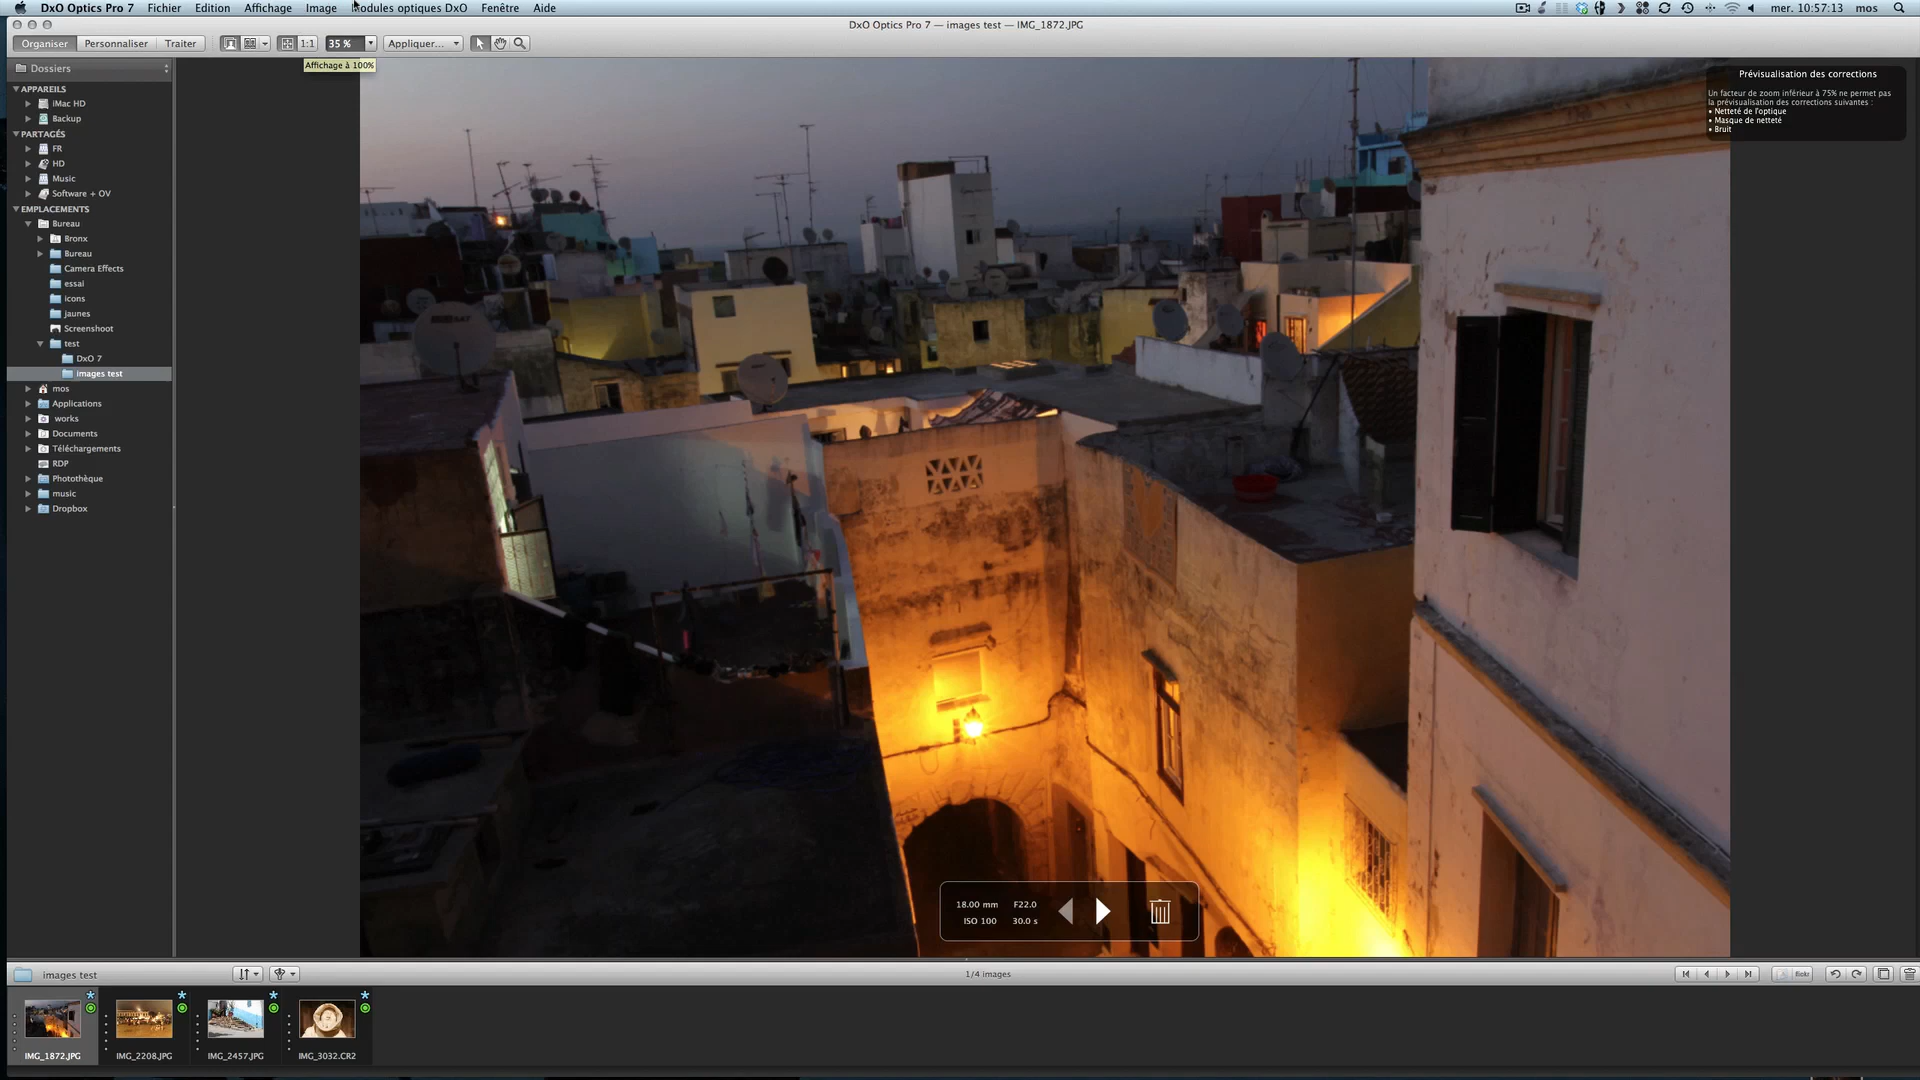 DxO Optics Pro 7 Fichier Edition Affichage Image Modules optiques DxO Fenêtre Aide mer. 10:57:13 mos
DxO Optics Pro 7 — images test — IMG_1872.JPG
Organiser Personnaliser Traiter 1:1 35 % Appliquer...
Affichage à 100%
Dossiers
APPAREILS
iMac HD
Backup
PARTAGÉS
FR
HD
Music
Software + OV
EMPLACEMENTS
Bureau
Bronx
Bureau
Camera Effects
essai
icons
jaunes
Screenshoot
test
DxO 7
images test
mos
Applications
works
Documents
Téléchargements
RDP
Photothèque
music
Dropbox
Prévisualisation des corrections
Un facteur de zoom inférieur à 75% ne permet pas
la prévisualisation des corrections suivantes :
• Netteté de l'optique
• Masque de netteté
• Bruit
18.00 mm F22.0
ISO 100 30.0 s
images test 1/4 images flickr
IMG_1872.JPG IMG_2208.JPG IMG_2457.JPG IMG_3032.CR2